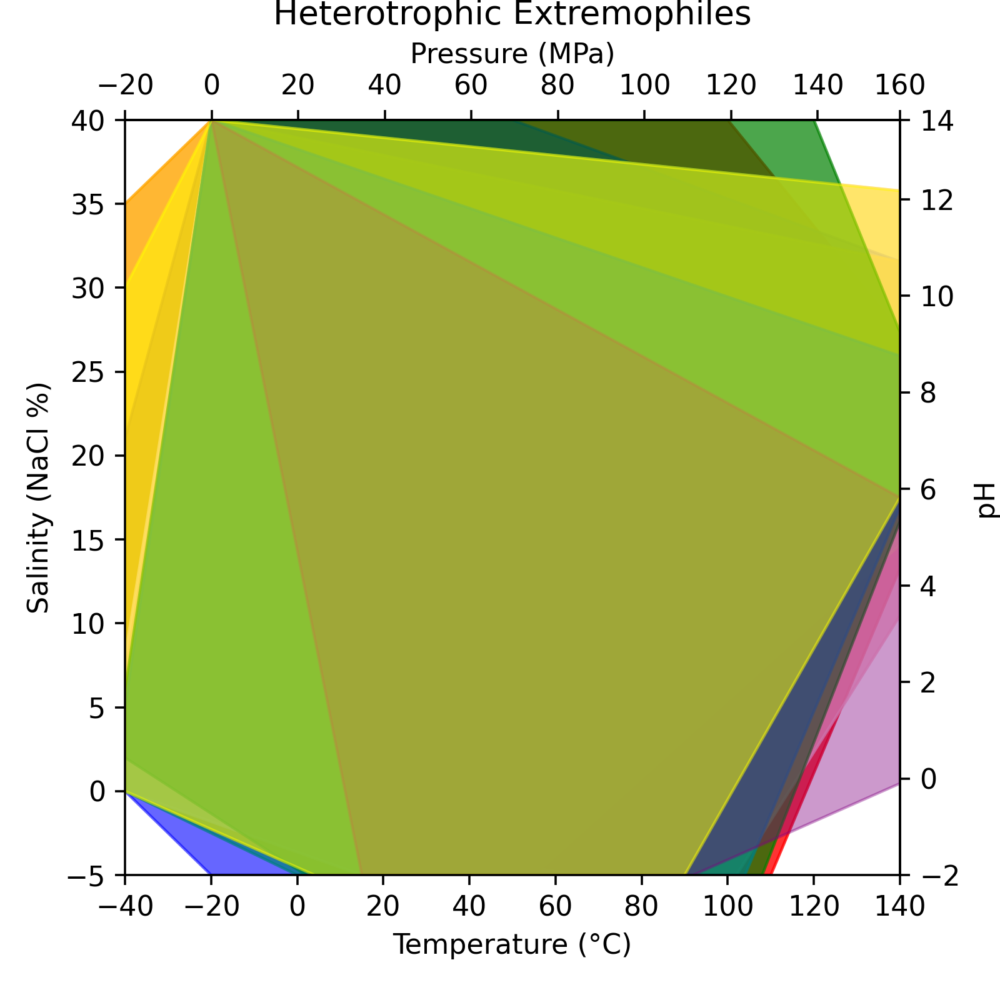 Heterotrophic Extremophiles
Pressure (MPa)
−20 0 20 40 60 80 100 120 140 160
40 14
35 12
30 10
25 8
20 6
15 4
10 2
5 0
0 −2
−5
Salinity (NaCl %)
pH
−40 −20 0 20 40 60 80 100 120 140
Temperature (°C)